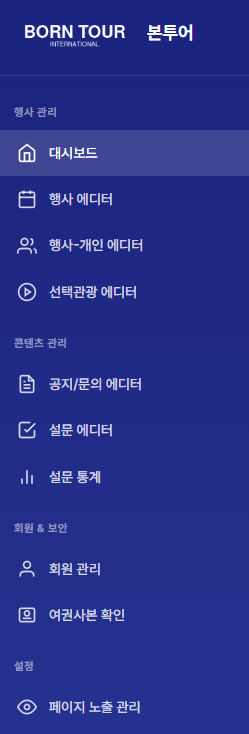 BORN TOUR 본투어
INTERNATIONAL
행사 관리
대시보드
행사 에디터
행사-개인 에디터
선택관광 에디터
콘텐츠 관리
공지/문의 에디터
설문 에디터
설문 통계
회원 & 보안
회원 관리
여권사본 확인
설정
페이지 노출 관리